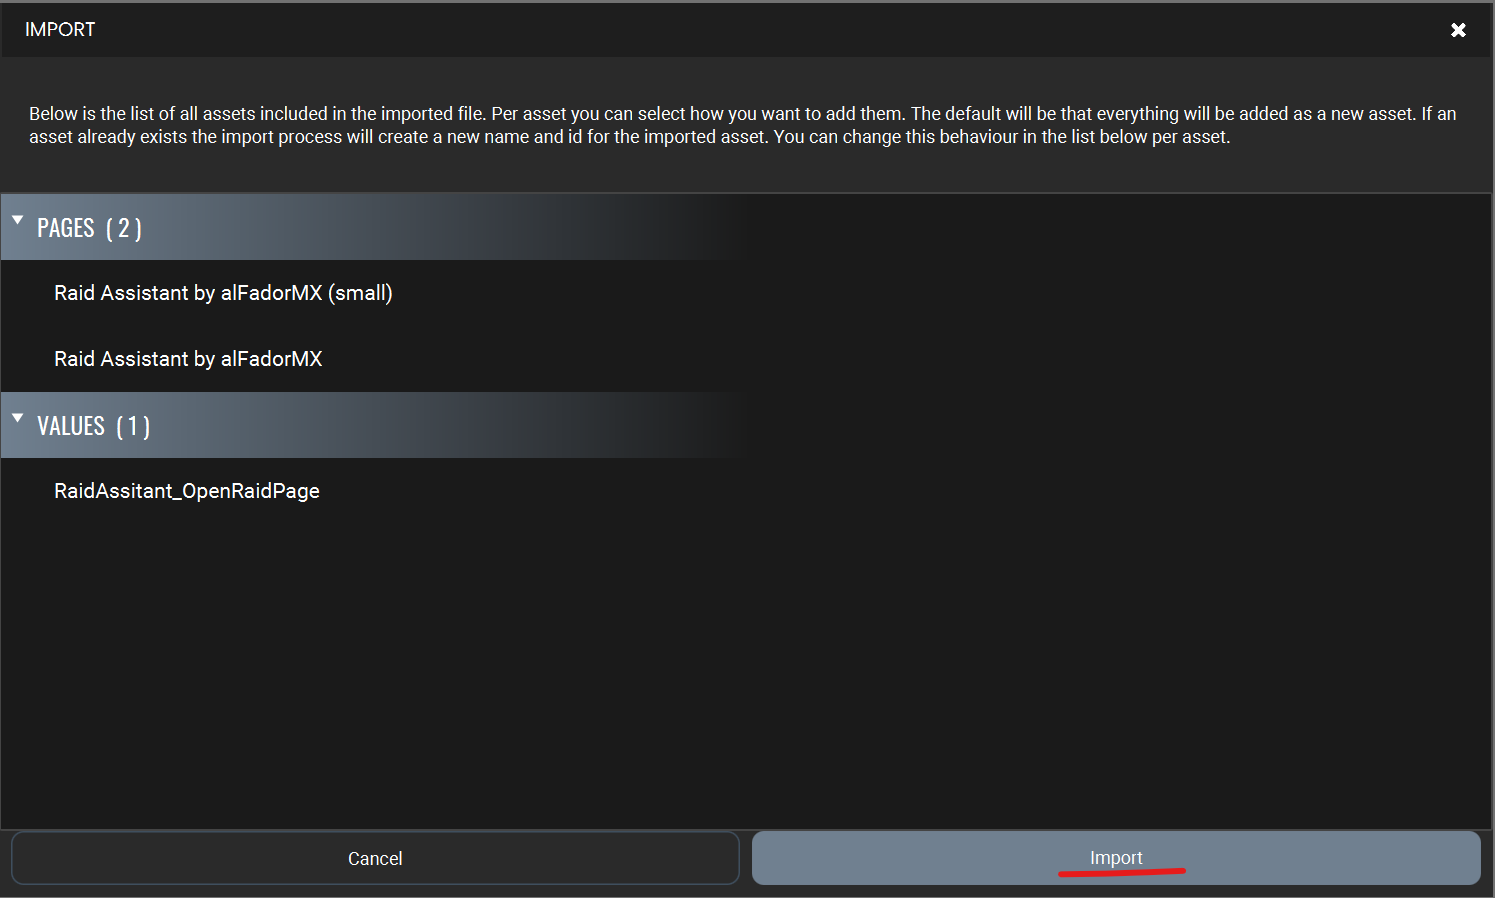 IMPORT
Below is the list of all assets included in the imported file. Per asset you can select how you want to add them. The default will be that everything will be added as a new asset. If an
asset already exists the import process will create a new name and id for the imported asset. You can change this behaviour in the list below per asset.
PAGES ( 2 )
Raid Assistant by alFadorMX (small)
Raid Assistant by alFadorMX
VALUES ( 1 )
RaidAssitant_OpenRaidPage
Cancel
Import